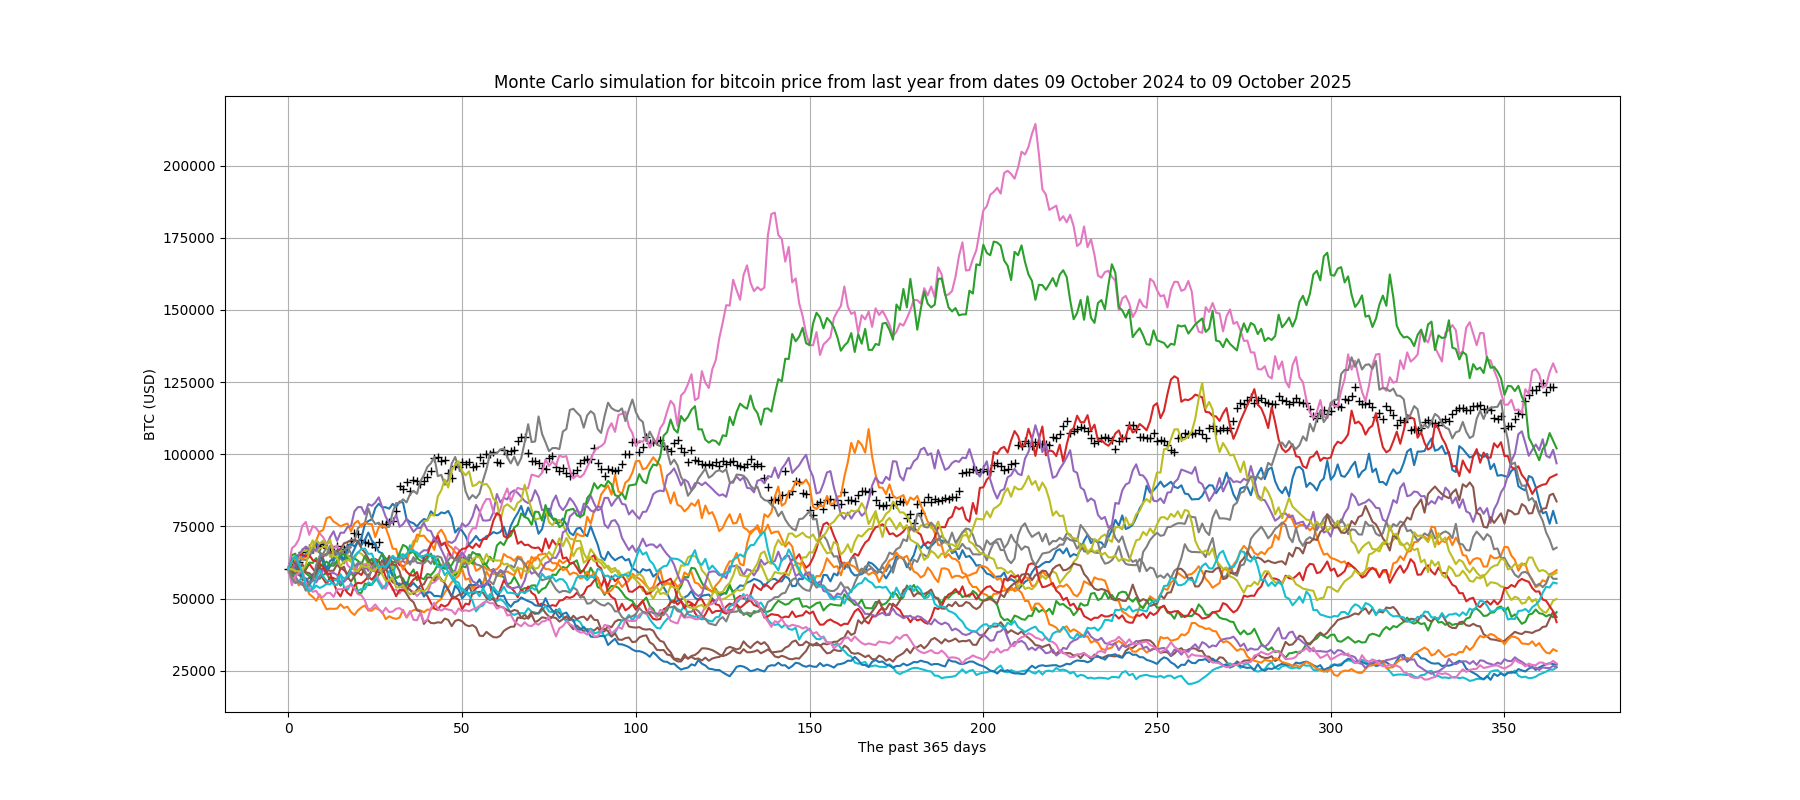 Monte Carlo simulation for bitcoin price from last year from dates 09 October 2024 to 09 October 2025
BTC (USD)
200000
175000
150000
125000
100000
75000
50000
25000
0 50 100 150 200 250 300 350
The past 365 days